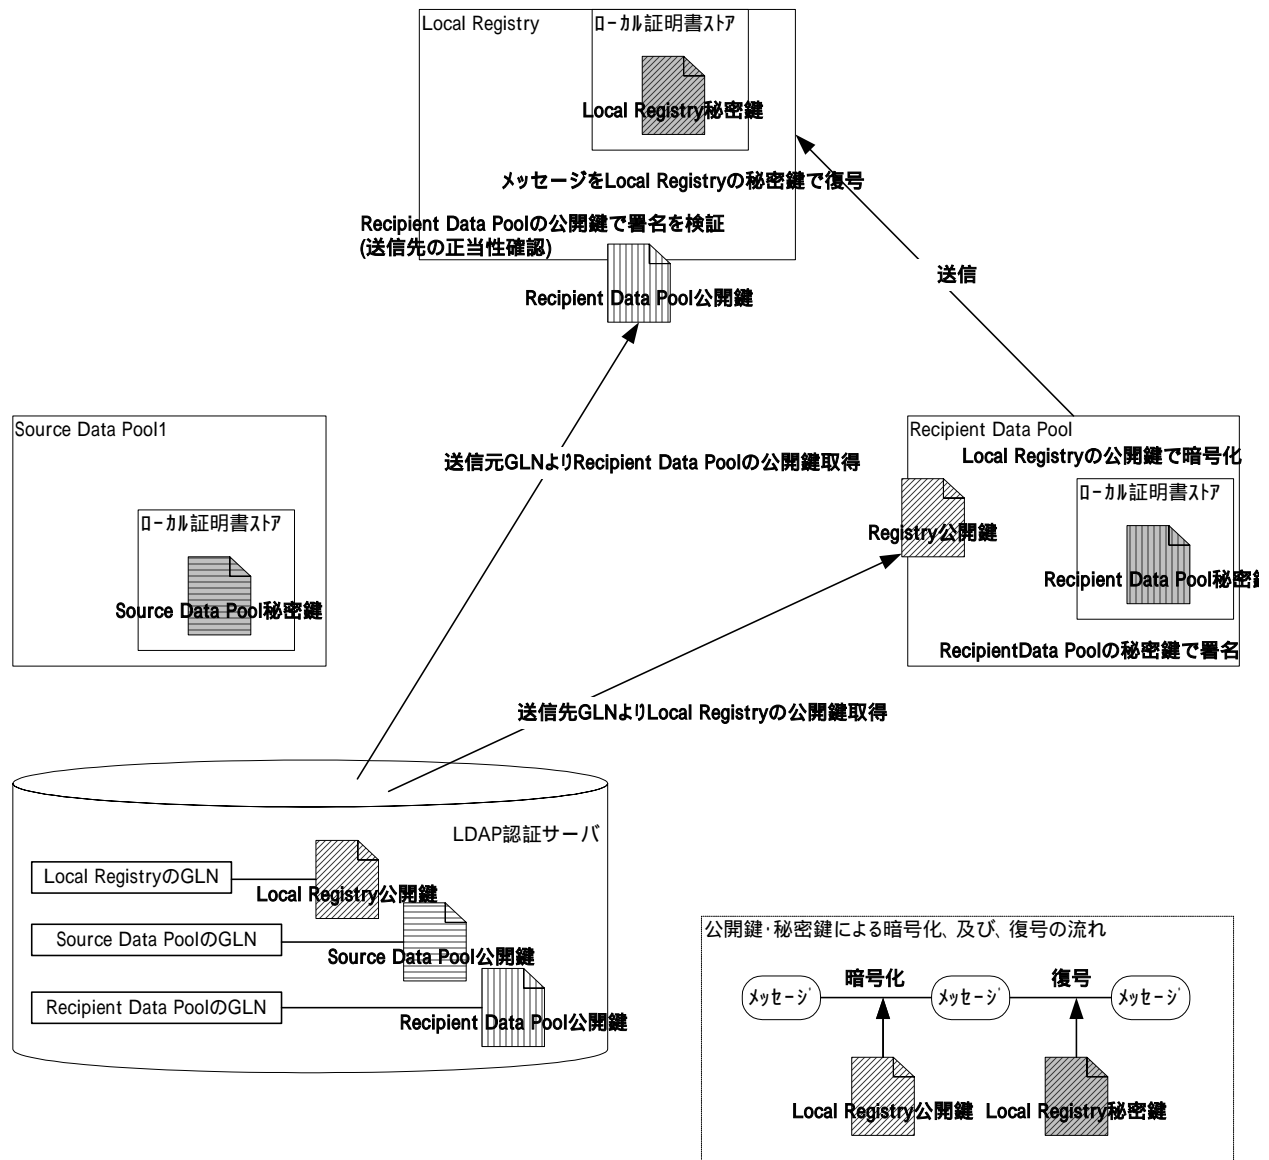 Local Registry
ﾛｰｶﾙ証明書ｽﾄｱ
Local Registry秘密鍵
メッセージをLocal Registryの秘密鍵で復号
Recipient Data Poolの公開鍵で署名を検証
(送信先の正当性確認)
Recipient Data Pool公開鍵
送信
Source Data Pool1
ﾛｰｶﾙ証明書ｽﾄｱ
Source Data Pool秘密鍵
送信元GLNよりRecipient Data Poolの公開鍵取得
Recipient Data Pool
Local Registryの公開鍵で暗号化
ﾛｰｶﾙ証明書ｽﾄｱ
Registry公開鍵
Recipient Data Pool秘密
RecipientData Poolの秘密鍵で署名
送信先GLNよりLocal Registryの公開鍵取得
LDAP認証サーバ
Local RegistryのGLN
Local Registry公開鍵
Source Data PoolのGLN
Source Data Pool公開鍵
Recipient Data PoolのGLN
Recipient Data Pool公開鍵
公開鍵･秘密鍵による暗号化、及び、復号の流れ
暗号化
復号
ﾒｯｾｰｼﾞ
ﾒｯｾｰｼﾞ
ﾒｯｾｰｼﾞ
Local Registry公開鍵
Local Registry秘密鍵